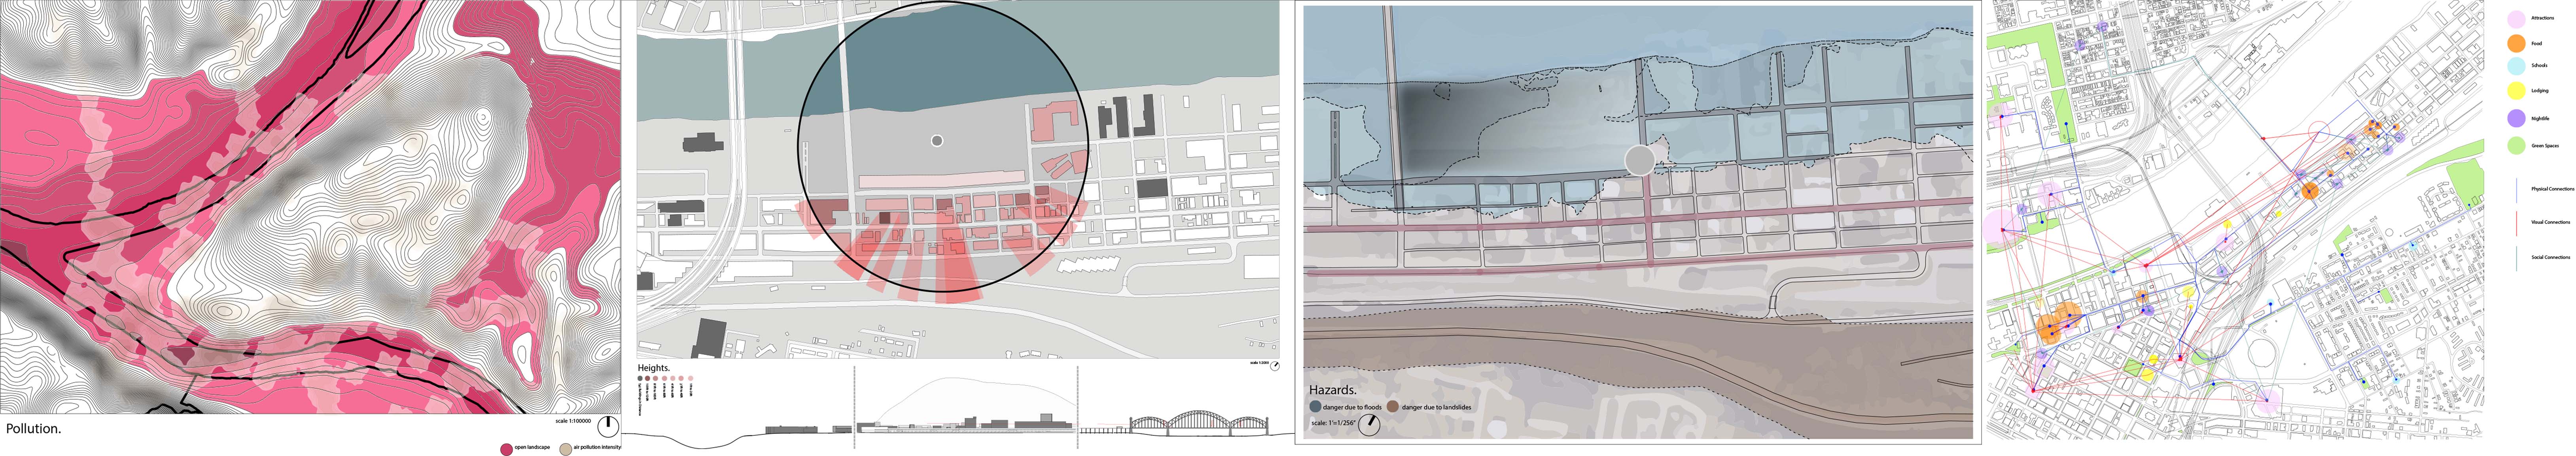 Pollution.
scale 1:100000
open landscape
air pollution intensity
Heights.
scale 1:2000
Hazards.
danger due to floods
danger due to landslides
scale: 1'=1/256"
Attractions
Food
Schools
Lodging
Nightlife
Green Spaces
Physical Connections
Visual Connections
Social Connections